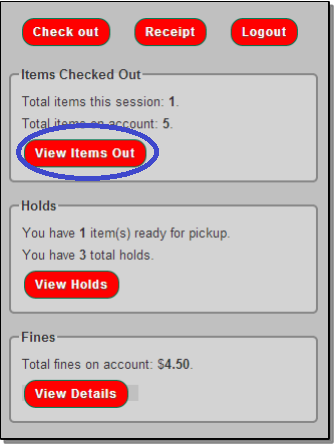 Check out Receipt Logout
Items Checked Out
Total items this session: 1.
Total items on account: 5.
View Items Out
Holds
You have 1 item(s) ready for pickup.
You have 3 total holds.
View Holds
Fines
Total fines on account: $4.50.
View Details